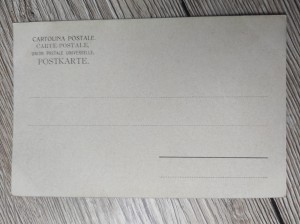 CARTOLINA POSTALE.
CARTE POSTALE.
UNION POSTALE UNIVERSELLE.
POSTKARTE.